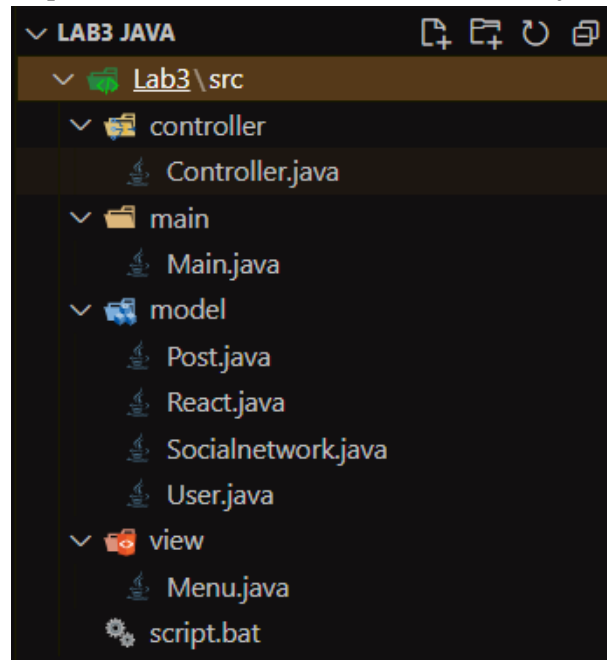 LAB3 JAVA
Lab3\src
controller
Controller.java
main
Main.java
model
Post.java
React.java
Socialnetwork.java
User.java
view
Menu.java
script.bat